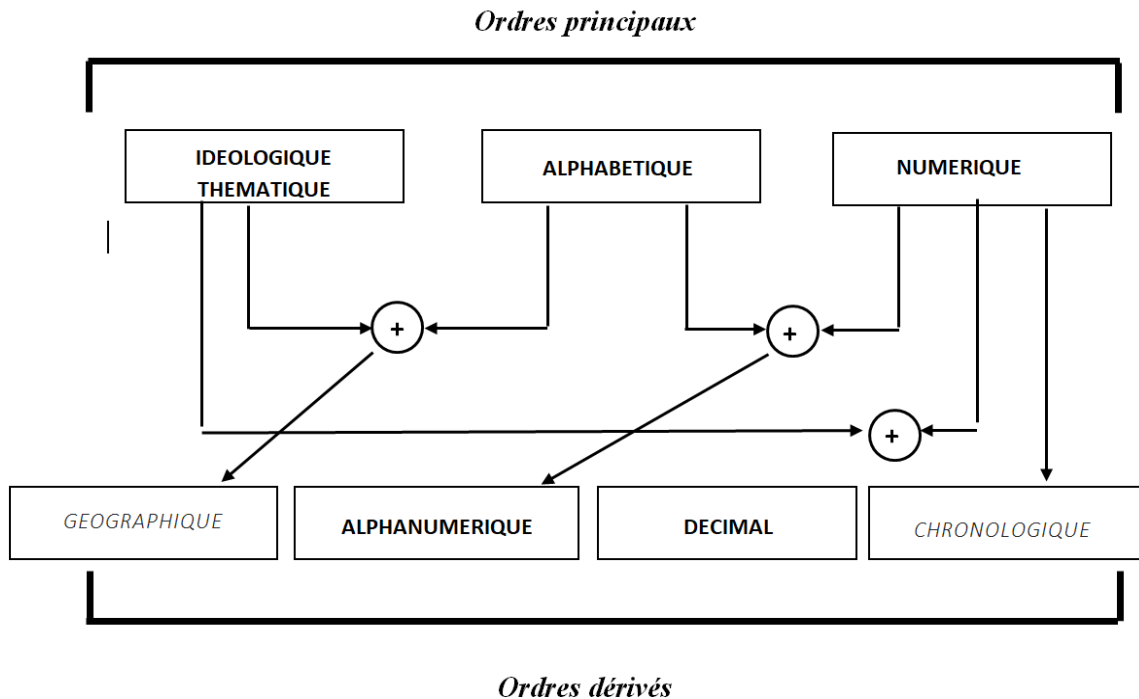 Ordres principaux
IDEOLOGIQUE
THEMATIQUE
ALPHABETIQUE
NUMERIQUE
+
+
+
GEOGRAPHIQUE
ALPHANUMERIQUE
DECIMAL
CHRONOLOGIQUE
Ordres dérivés